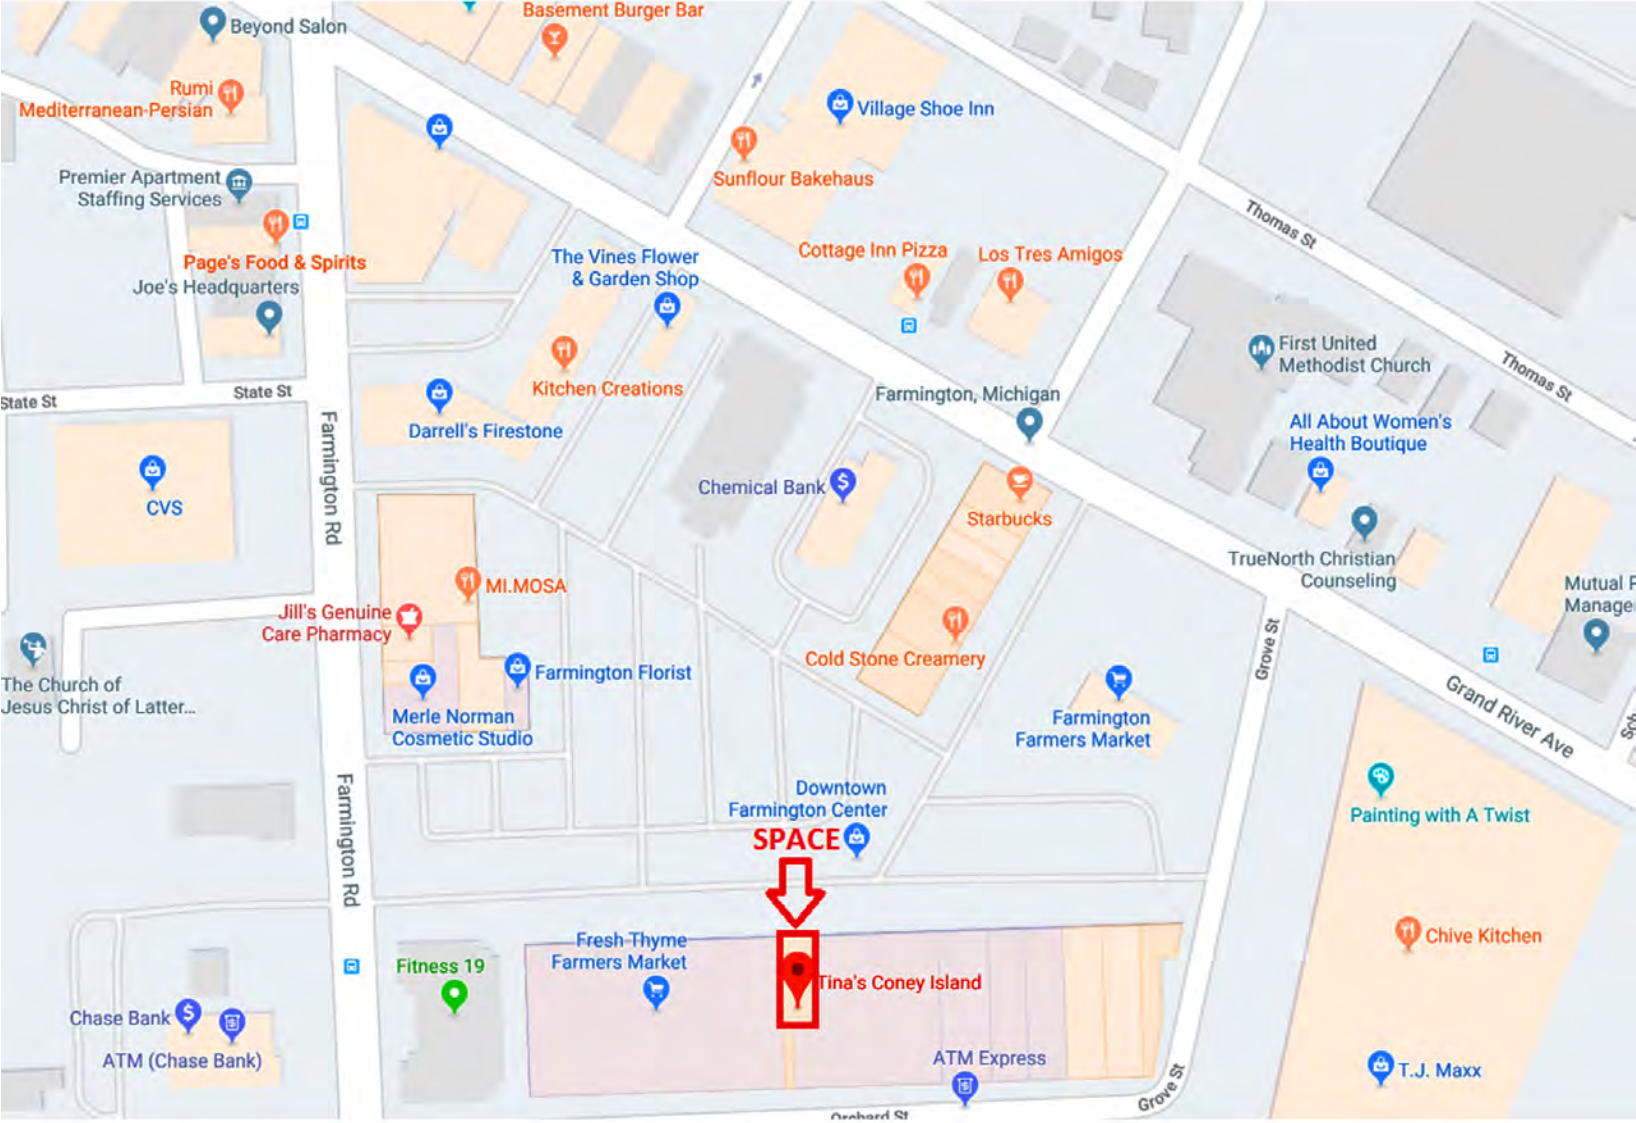 Basement Burger Bar
Beyond Salon
Rumi
Mediterranean-Persian
Village Shoe Inn
Sunflour Bakehaus
Premier Apartment
Staffing Services
Thomas St
Page's Food & Spirits
Joe's Headquarters
The Vines Flower
& Garden Shop
Cottage Inn Pizza
Los Tres Amigos
First United
Methodist Church
Thomas St
State St
State St
Kitchen Creations
Farmington, Michigan
Darrell's Firestone
All About Women's
Health Boutique
Farmington Rd
CVS
Chemical Bank
Starbucks
TrueNorth Christian
Counseling
Mutual
Manage
MI.MOSA
Jill's Genuine
Care Pharmacy
Grove St
Cold Stone Creamery
Farmington Florist
The Church of
Jesus Christ of Latter...
Merle Norman
Cosmetic Studio
Farmington
Farmers Market
Grand River Ave
Sch
Farmington Rd
Downtown
Farmington Center
SPACE
Painting with A Twist
Fresh Thyme
Farmers Market
Fitness 19
Tina's Coney Island
Chive Kitchen
Chase Bank
ATM (Chase Bank)
ATM Express
T.J. Maxx
Grove St
Orchard St